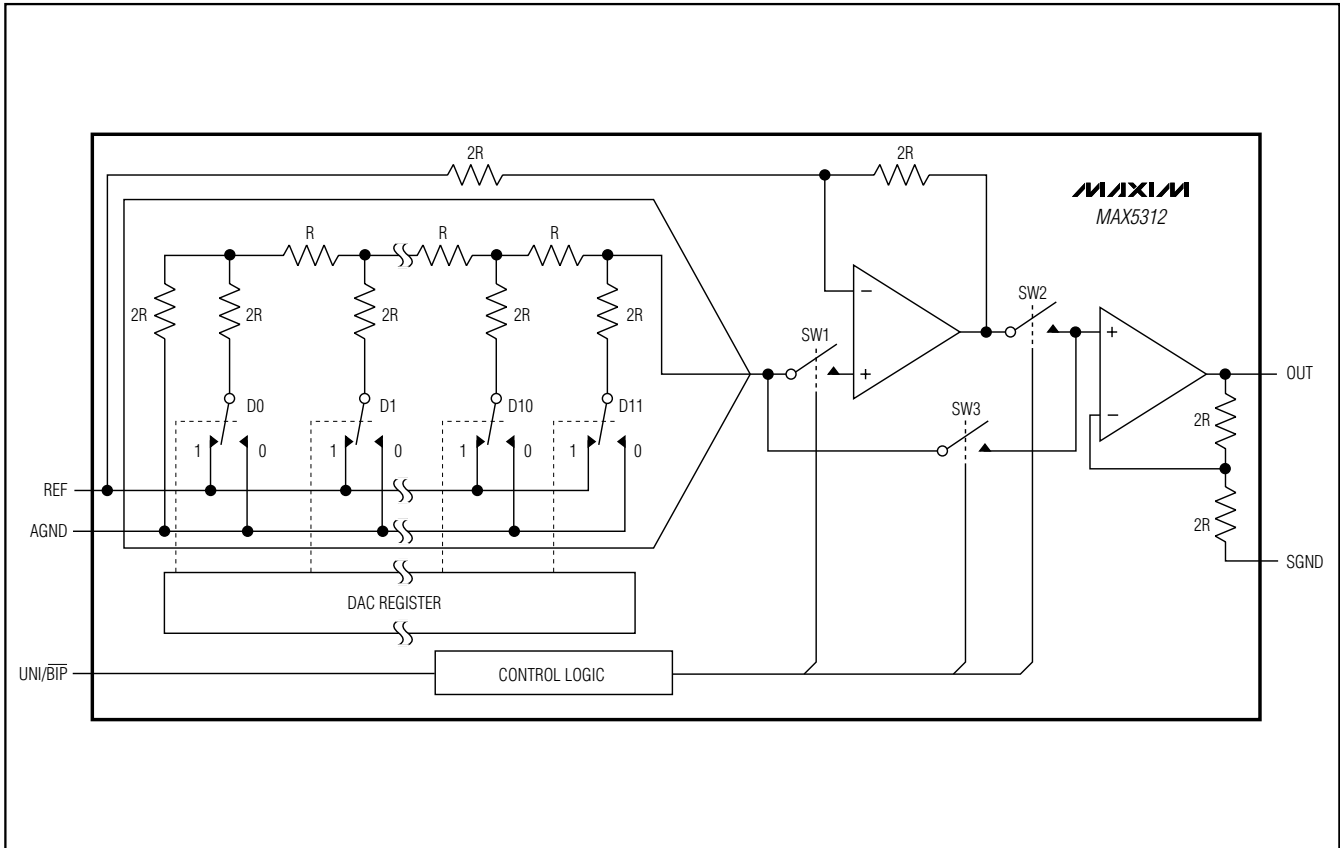 2R
2R
MAXIM
MAX5312
R
R
R
2R
2R
2R
2R
2R
SW2
SW1
+
OUT
D0
D1
D10
D11
SW3
2R
1
0
1
0
1
0
1
0
REF
AGND
2R
SGND
DAC REGISTER
UNI/B̅I̅P̅
CONTROL LOGIC
−
+
−